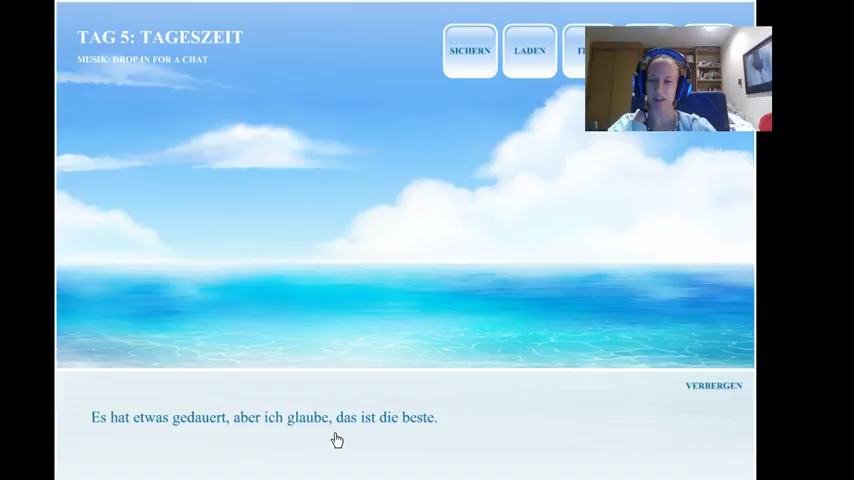 TAG 5: TAGESZEIT
MUSIK: DROP IN FOR A CHAT
SICHERN
LADEN
VERBERGEN
Es hat etwas gedauert, aber ich glaube, das ist die beste.